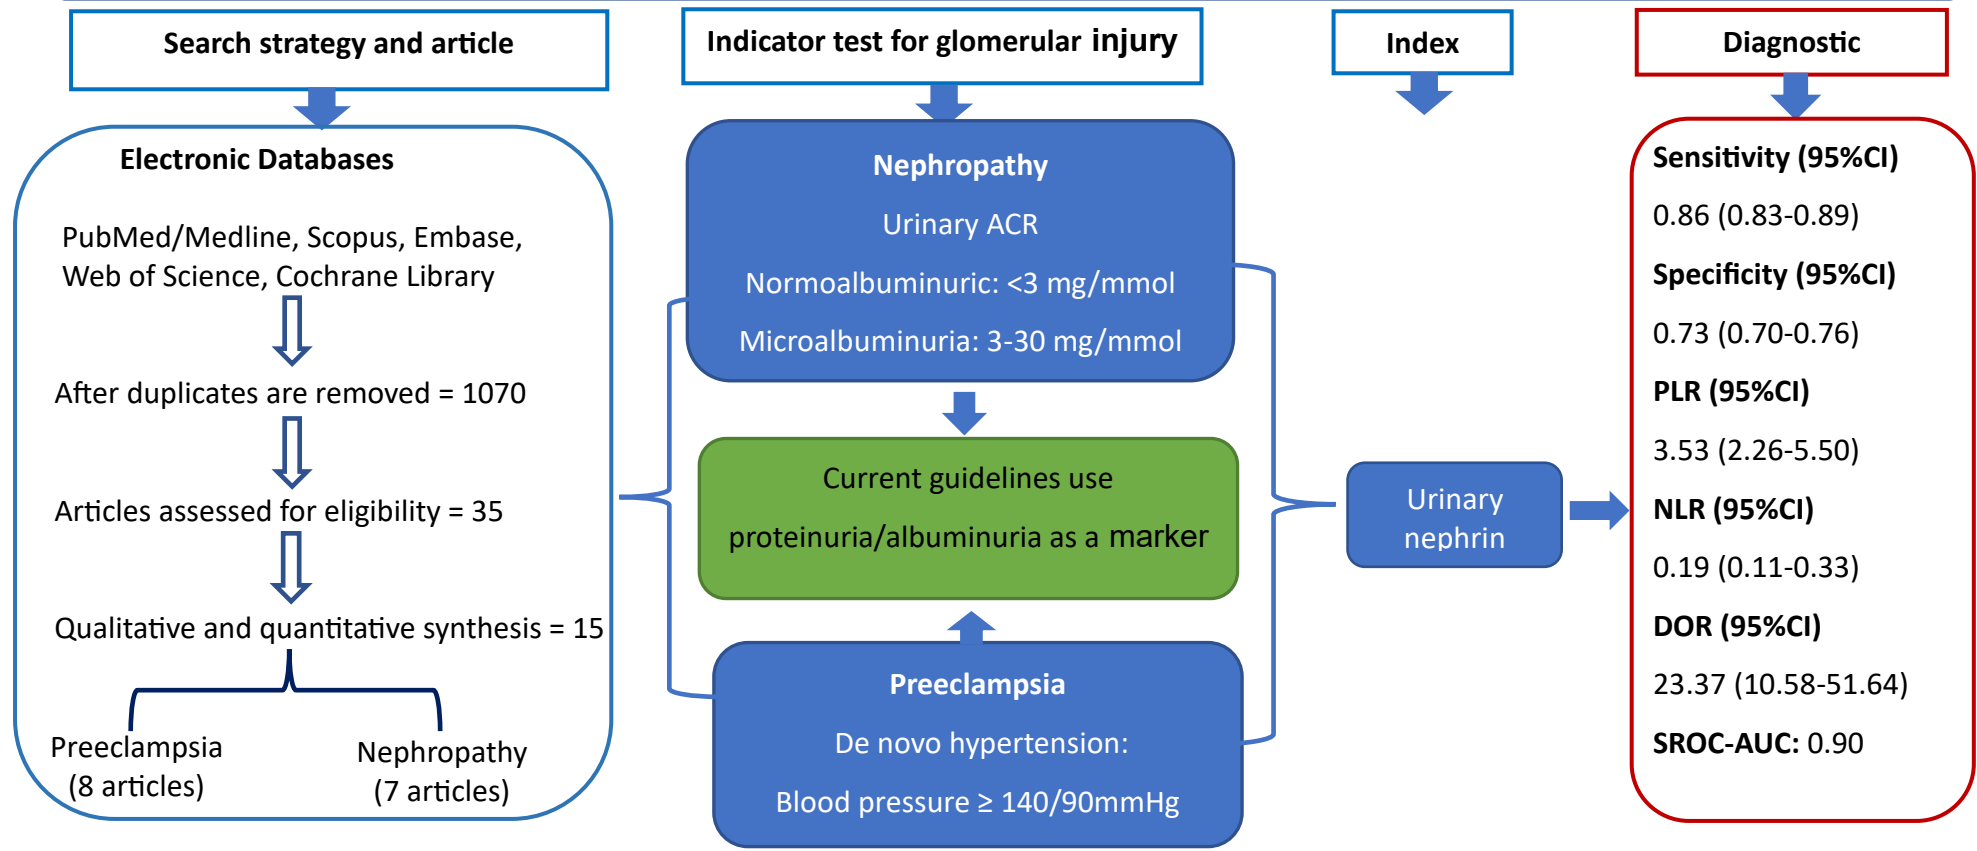 Search strategy and article
Electronic Databases
PubMed/Medline, Scopus, Embase,
Web of Science, Cochrane Library
After duplicates are removed = 1070
Articles assessed for eligibility = 35
Qualitative and quantitative synthesis = 15
Preeclampsia
(8 articles)
Nephropathy
(7 articles)
Indicator test for glomerular injury
Nephropathy
Urinary ACR
Normoalbuminuric: <3 mg/mmol
Microalbuminuria: 3-30 mg/mmol
Current guidelines use
proteinuria/albuminuria as a marker
Preeclampsia
De novo hypertension:
Blood pressure ≥ 140/90mmHg
Index
Urinary
nephrin
Diagnostic
Sensitivity (95%CI)
0.86 (0.83-0.89)
Specificity (95%CI)
0.73 (0.70-0.76)
PLR (95%CI)
3.53 (2.26-5.50)
NLR (95%CI)
0.19 (0.11-0.33)
DOR (95%CI)
23.37 (10.58-51.64)
SROC-AUC: 0.90